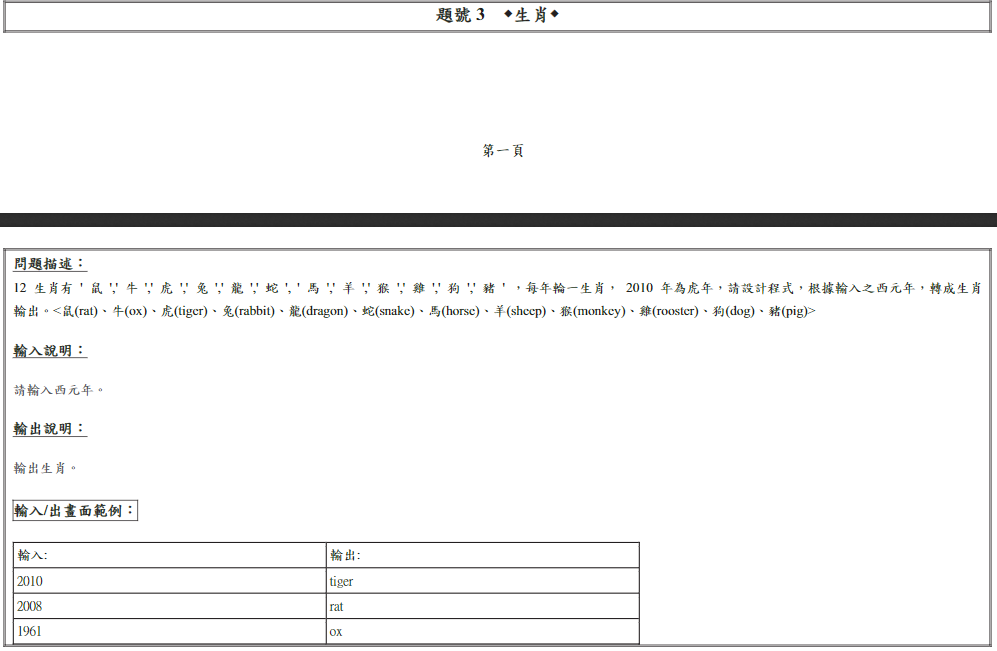 題號 3 ◆生肖◆
第一頁
問題描述：
12 生肖有 ' 鼠 ',' 牛 ',' 虎 ',' 兔 ',' 龍 ',' 蛇 ',' 馬 ',' 羊 ',' 猴 ',' 雞 ',' 狗 ',' 豬 ' ，每年輪一生肖， 2010 年為虎年，請設計程式，根據輸入之西元年，轉成生肖
輸出。<鼠(rat)、牛(ox)、虎(tiger)、兔(rabbit)、龍(dragon)、蛇(snake)、馬(horse)、羊(sheep)、猴(monkey)、雞(rooster)、狗(dog)、豬(pig)>
輸入說明：
請輸入西元年。
輸出說明：
輸出生肖。
輸入/出畫面範例：
輸入: 輸出:
2010 tiger
2008 rat
1961 ox